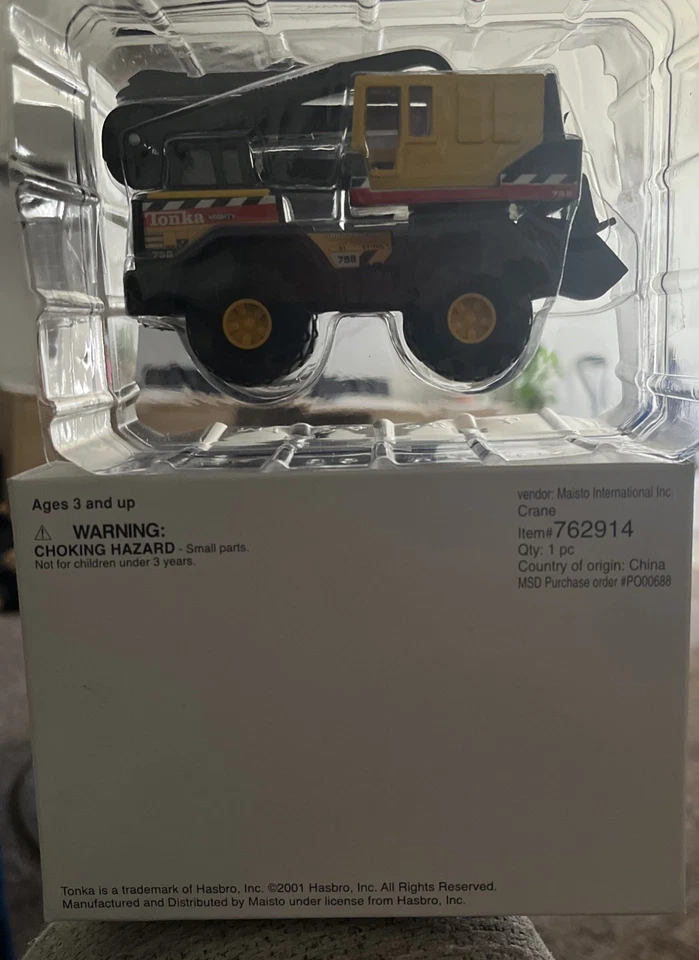 Tonka MIGHTY
758
758
758
Ages 3 and up
WARNING:
CHOKING HAZARD - Small parts.
Not for children under 3 years.
vendor: Maisto International Inc.
Crane
Item# 762914
Qty: 1 pc
Country of origin: China
MSD Purchase order #PO00688
Tonka is a trademark of Hasbro, Inc. ©2001 Hasbro, Inc. All Rights Reserved.
Manufactured and Distributed by Maisto under license from Hasbro, Inc.